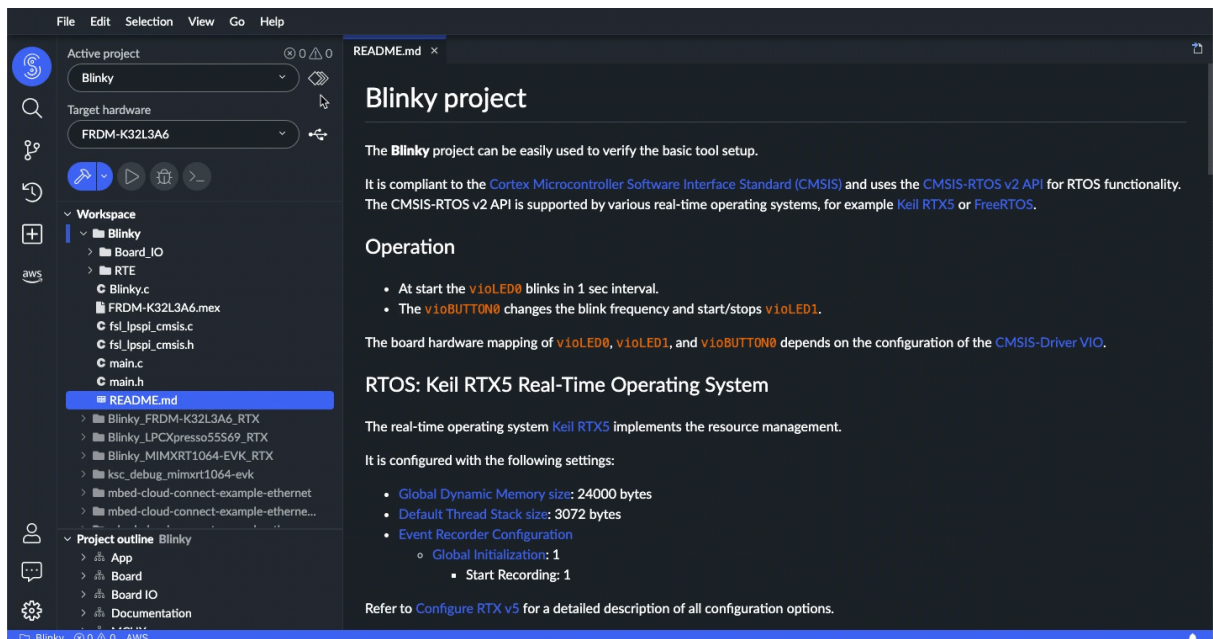 File Edit Selection View Go Help
Active project 0 0
Blinky
Target hardware
FRDM-K32L3A6
aws
Workspace
Blinky
Board_IO
RTE
Blinky.c
FRDM-K32L3A6.mex
fsl_lpspi_cmsis.c
fsl_lpspi_cmsis.h
main.c
main.h
README.md
Blinky_FRDM-K32L3A6_RTX
Blinky_LPCXpresso55S69_RTX
Blinky_MIMXRT1064-EVK_RTX
ksc_debug_mimxrt1064-evk
mbed-cloud-connect-example-ethernet
mbed-cloud-connect-example-etherne...
Project outline Blinky
App
Board
Board IO
Documentation
README.md ×
Blinky project
The Blinky project can be easily used to verify the basic tool setup.
It is compliant to the Cortex Microcontroller Software Interface Standard (CMSIS) and uses the CMSIS-RTOS v2 API for RTOS functionality.
The CMSIS-RTOS v2 API is supported by various real-time operating systems, for example Keil RTX5 or FreeRTOS.
Operation
• At start the vioLED0 blinks in 1 sec interval.
• The vioBUTTON0 changes the blink frequency and start/stops vioLED1.
The board hardware mapping of vioLED0, vioLED1, and vioBUTTON0 depends on the configuration of the CMSIS-Driver VIO.
RTOS: Keil RTX5 Real-Time Operating System
The real-time operating system Keil RTX5 implements the resource management.
It is configured with the following settings:
• Global Dynamic Memory size: 24000 bytes
• Default Thread Stack size: 3072 bytes
• Event Recorder Configuration
◦ Global Initialization: 1
▪ Start Recording: 1
Refer to Configure RTX v5 for a detailed description of all configuration options.
Blinky 0 0 AWS